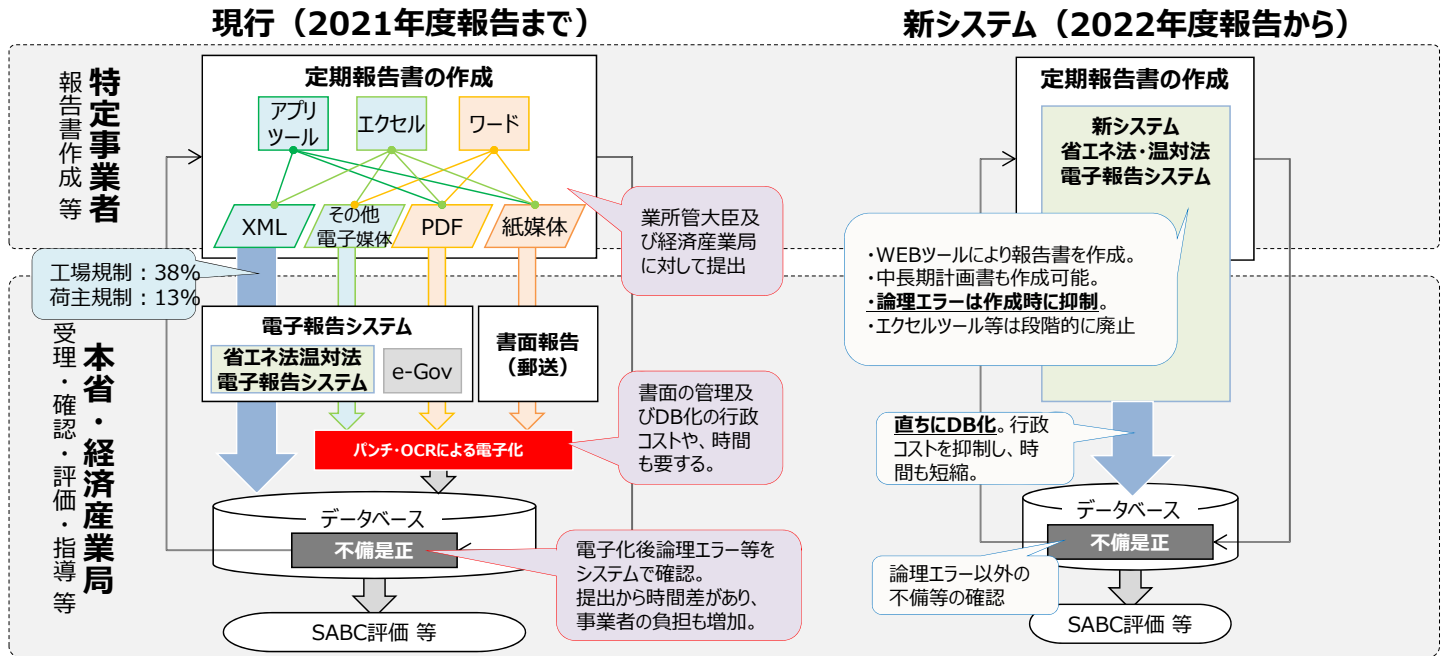 現行（2021年度報告まで）
新システム（2022年度報告から）
特定事業者
報告書作成 等
定期報告書の作成
アプリ
ツール
エクセル
ワード
XML
その他
電子媒体
PDF
紙媒体
業所管大臣及
び経済産業局
に対して提出
工場規制：38%
荷主規制：13%
本省・経済産業局
受理・確認・評価・指導 等
電子報告システム
省エネ法温対法
電子報告システム
e-Gov
書面報告
（郵送）
書面の管理及
びDB化の行政
コストや、時間
も要する。
パンチ・OCRによる電子化
データベース
不備是正
電子化後論理エラー等を
システムで確認。
提出から時間差があり、
事業者の負担も増加。
SABC評価 等
定期報告書の作成
新システム
省エネ法・温対法
電子報告システム
・WEBツールにより報告書を作成。
・中長期計画書も作成可能。
・論理エラーは作成時に抑制。
・エクセルツール等は段階的に廃止
直ちにDB化。行政
コストを抑制し、時
間も短縮。
データベース
不備是正
論理エラー以外の
不備等の確認
SABC評価 等